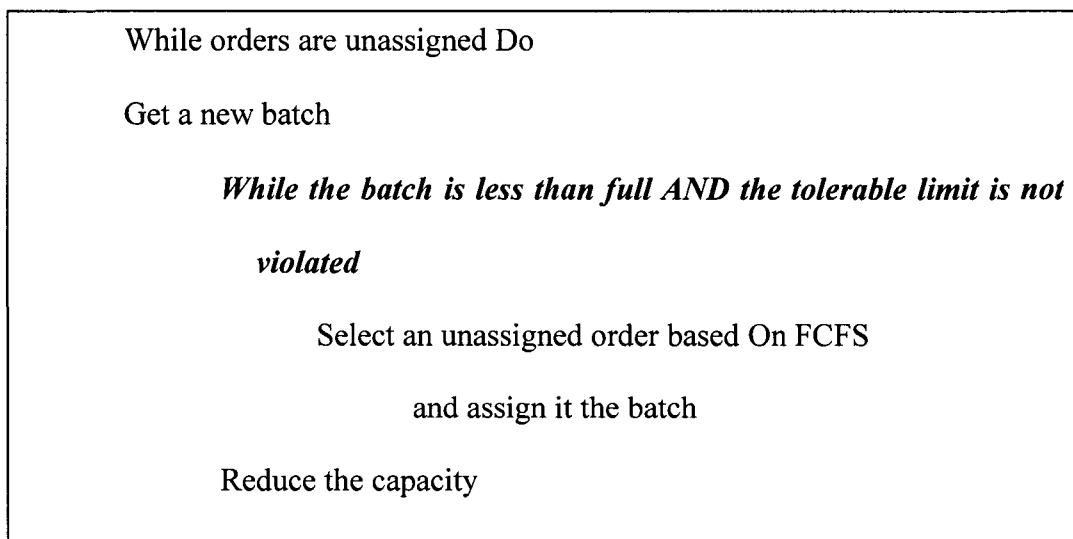 While orders are unassigned Do
Get a new batch
While the batch is less than full AND the tolerable limit is not
violated
Select an unassigned order based On FCFS
and assign it the batch
Reduce the capacity